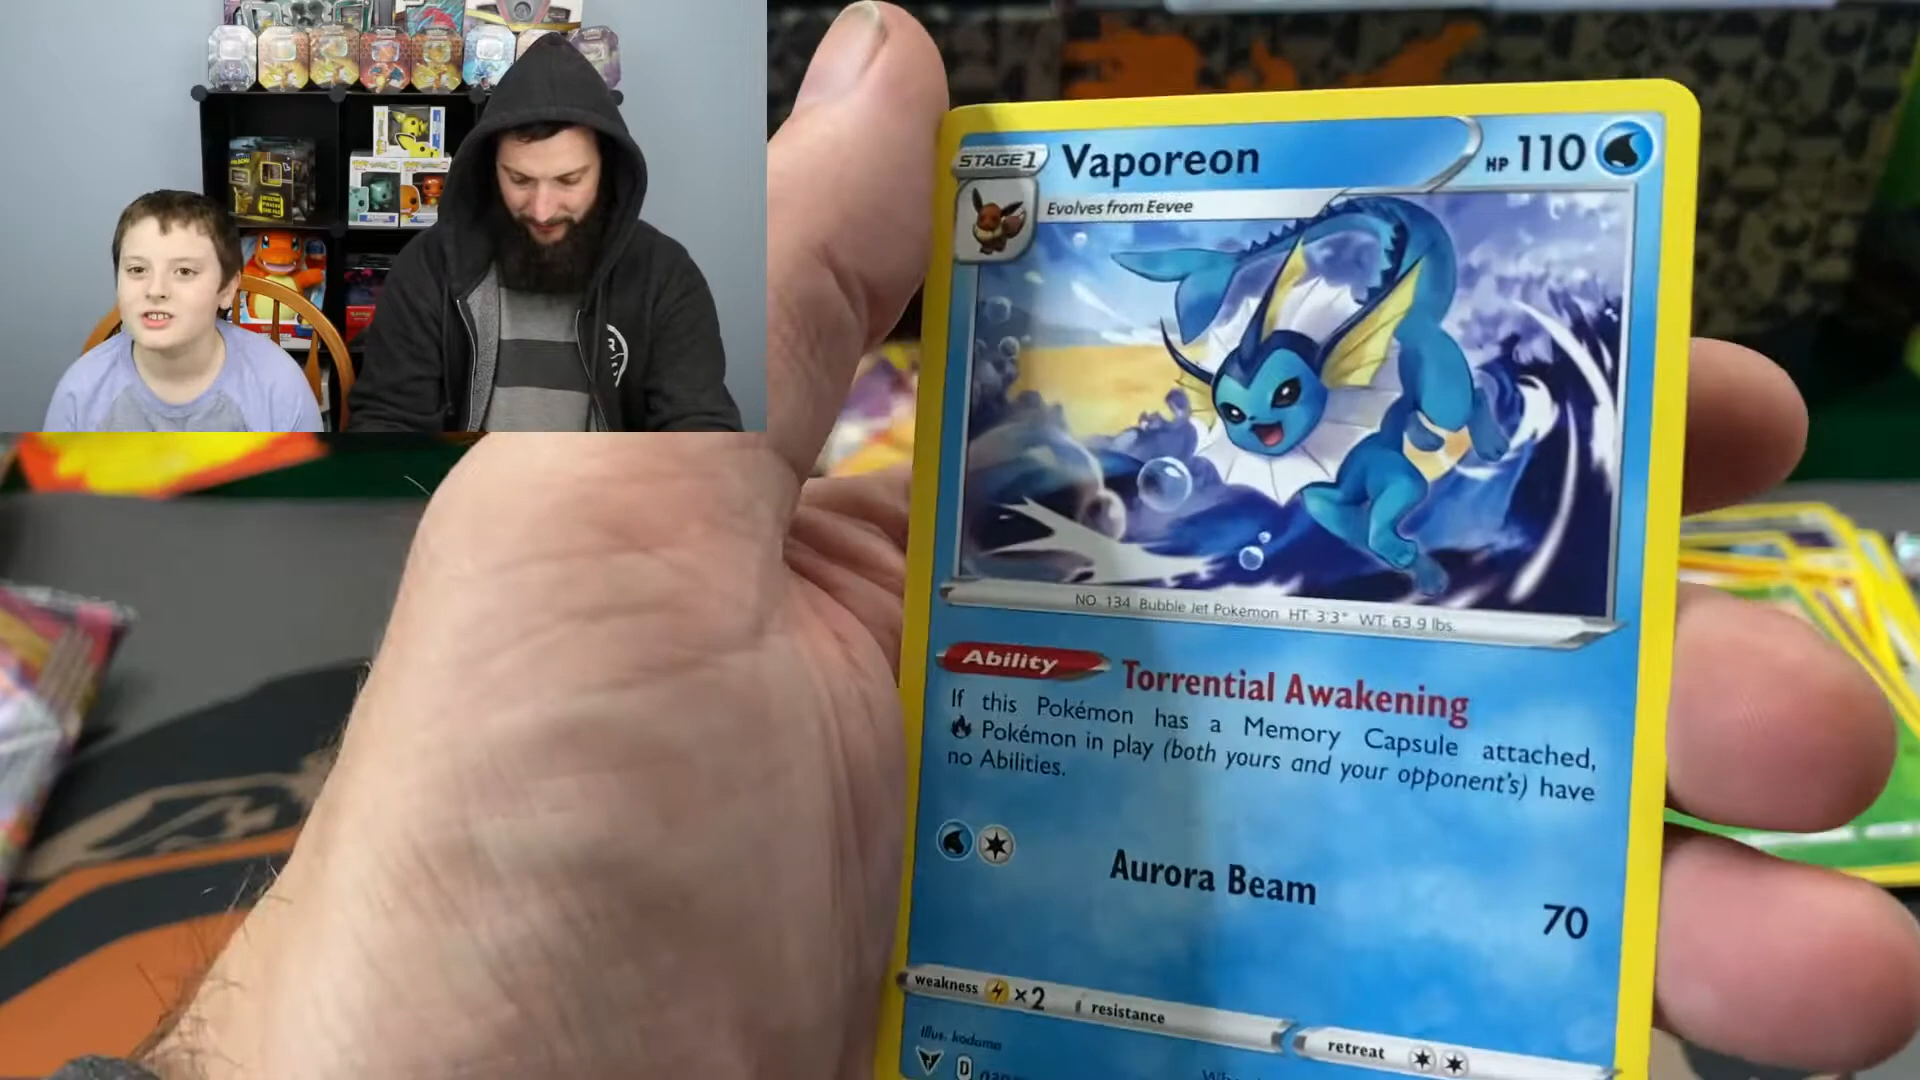 STAGE 1
Vaporeon
HP 110
Evolves from Eevee
NO. 134 Bubble Jet Pokémon HT: 3'3" WT: 63.9 lbs.
Ability Torrential Awakening
If this Pokémon has a Memory Capsule attached,
Pokémon in play (both yours and your opponent's) have
no Abilities.
Aurora Beam
70
weakness ×2 resistance
retreat
Illus. kodama
D